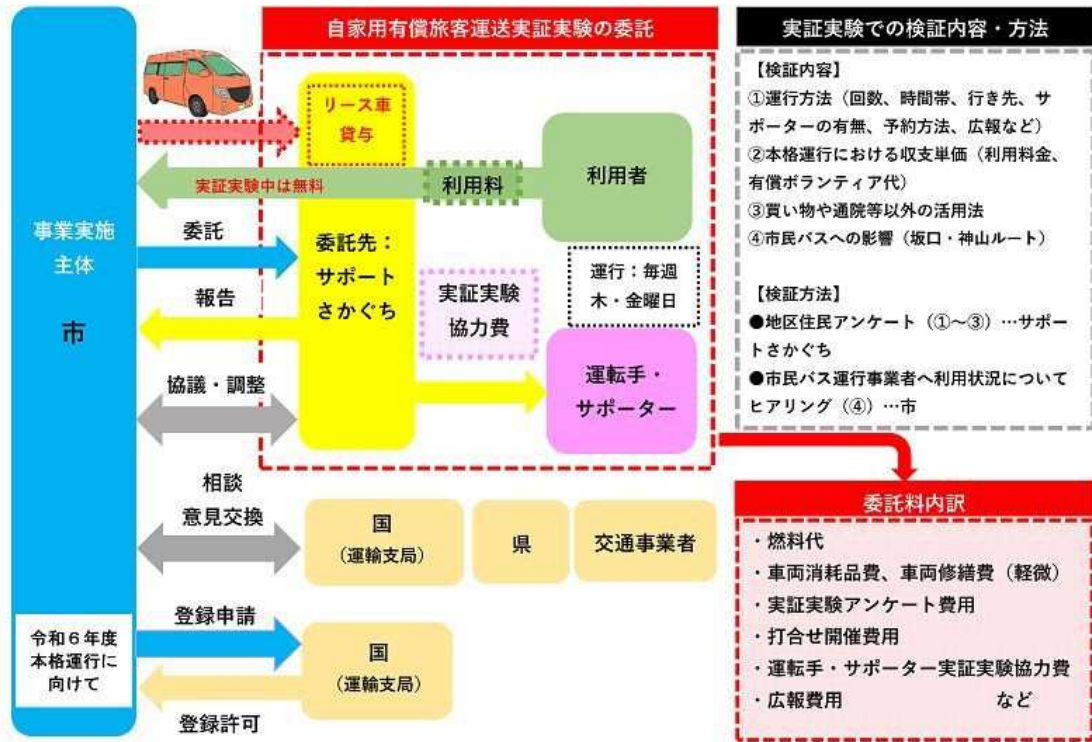 自家用有償旅客運送実証実験の委託
リース車
貸与
利用者
利用料
実証実験中は無料
事業実施
主体
市
委託
委託先：
サポート
さかぐち
報告
実証実験
協力費
運行：毎週
木・金曜日
運転手・
サポーター
協議・調整
相談
意見交換
国
（運輸支局）
県
交通事業者
登録申請
令和６年度
本格運行に
向けて
国
（運輸支局）
登録許可
実証実験での検証内容・方法
【検証内容】
①運行方法（回数、時間帯、行き先、サ
ポーターの有無、予約方法、広報など）
②本格運行における収支単価（利用料金、
有償ボランティア代）
③買い物や通院等以外の活用法
④市民バスへの影響（坂口・神山ルート）
【検証方法】
●地区住民アンケート（①～③）…サポー
トさかぐち
●市民バス運行事業者へ利用状況について
ヒアリング（④）…市
委託料内訳
・燃料代
・車両消耗品費、車両修繕費（軽微）
・実証実験アンケート費用
・打合せ開催費用
・運転手・サポーター実証実験協力費
・広報費用 など